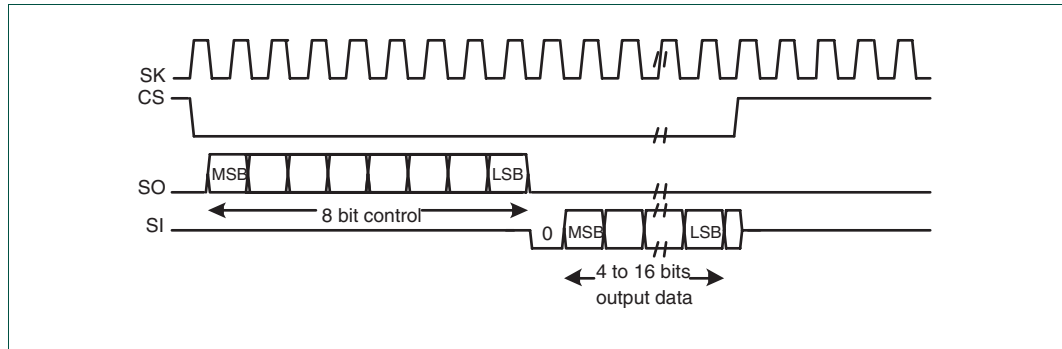 SK
CS
SO
MSB
LSB
8 bit control
SI
0
MSB
LSB
4 to 16 bits
output data